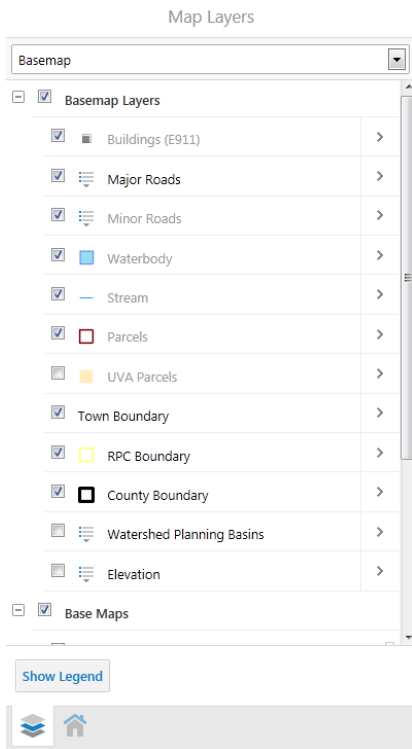 Map Layers
Basemap
Basemap Layers
Buildings (E911)
Major Roads
Minor Roads
Waterbody
Stream
Parcels
UVA Parcels
Town Boundary
RPC Boundary
County Boundary
Watershed Planning Basins
Elevation
Base Maps
Show Legend